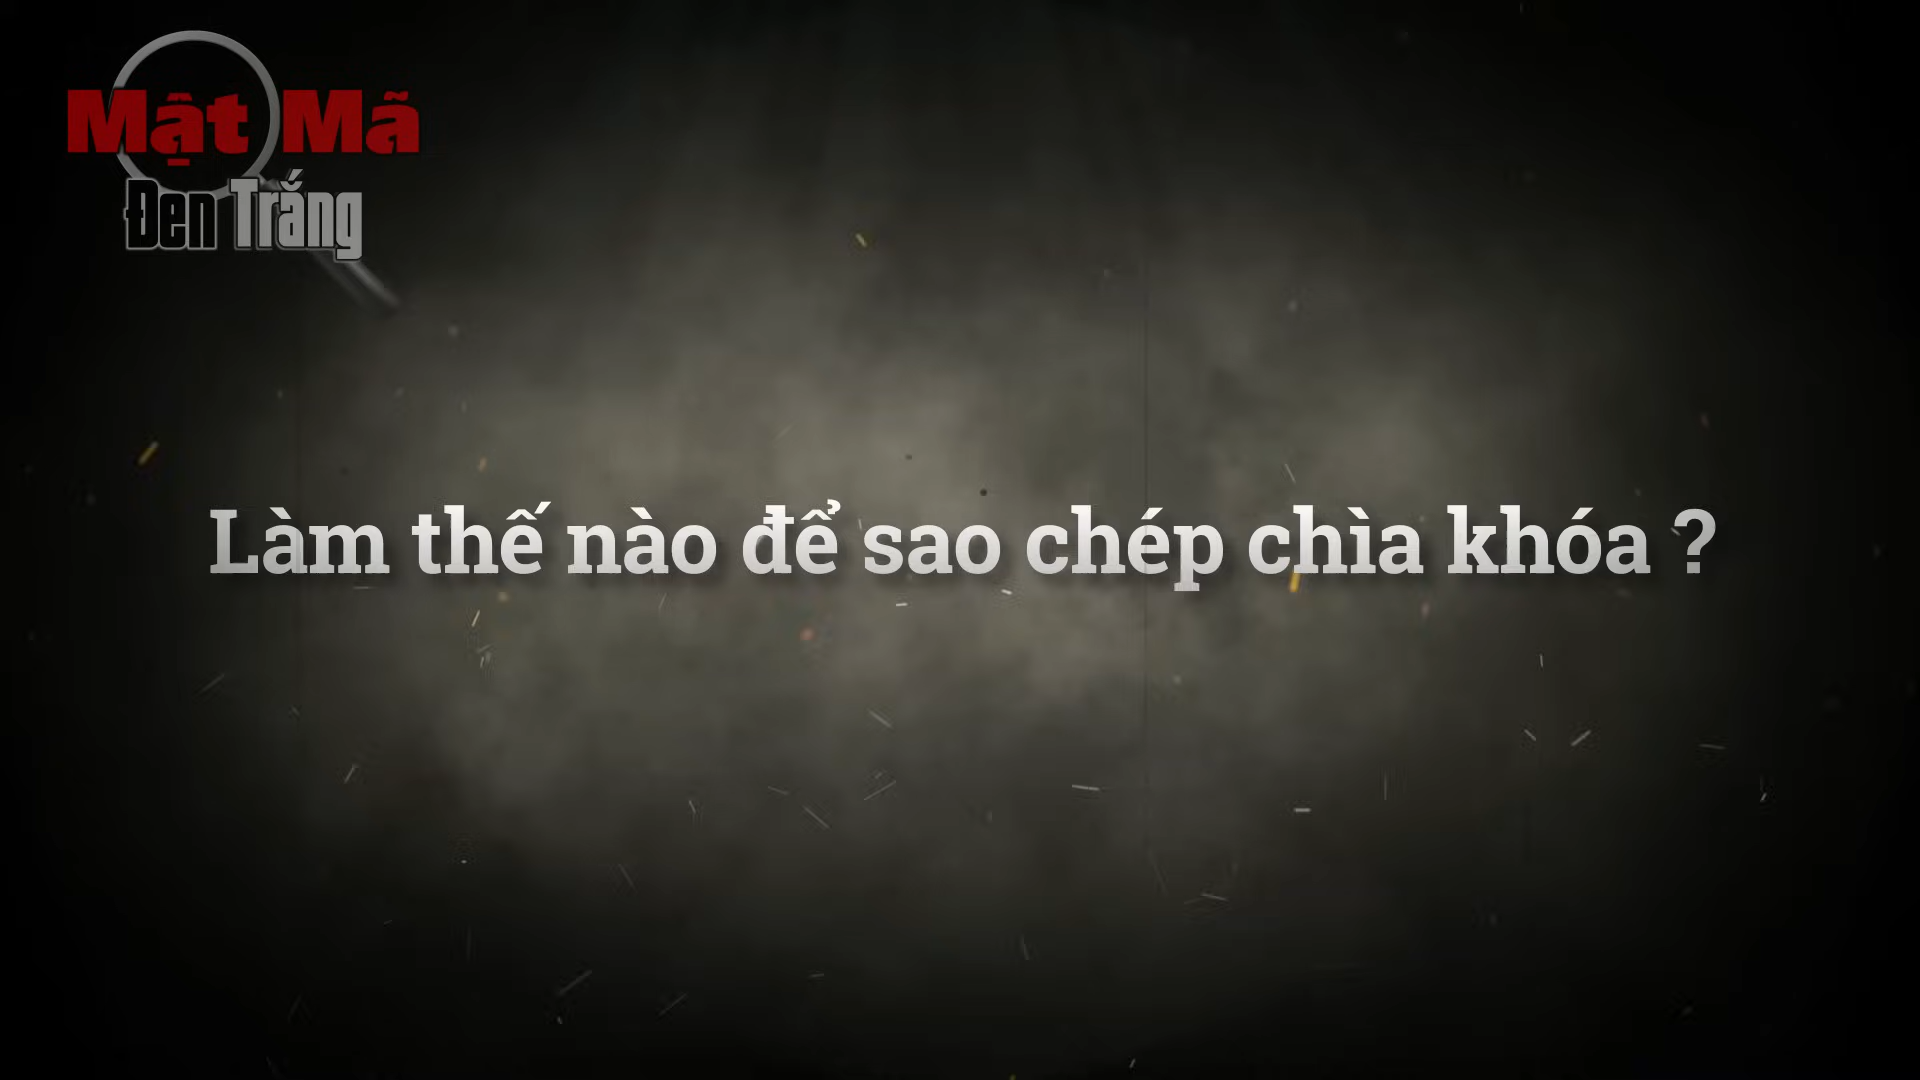 Mật Mã
Đen Trắng
Làm thế nào để sao chép chìa khóa ?